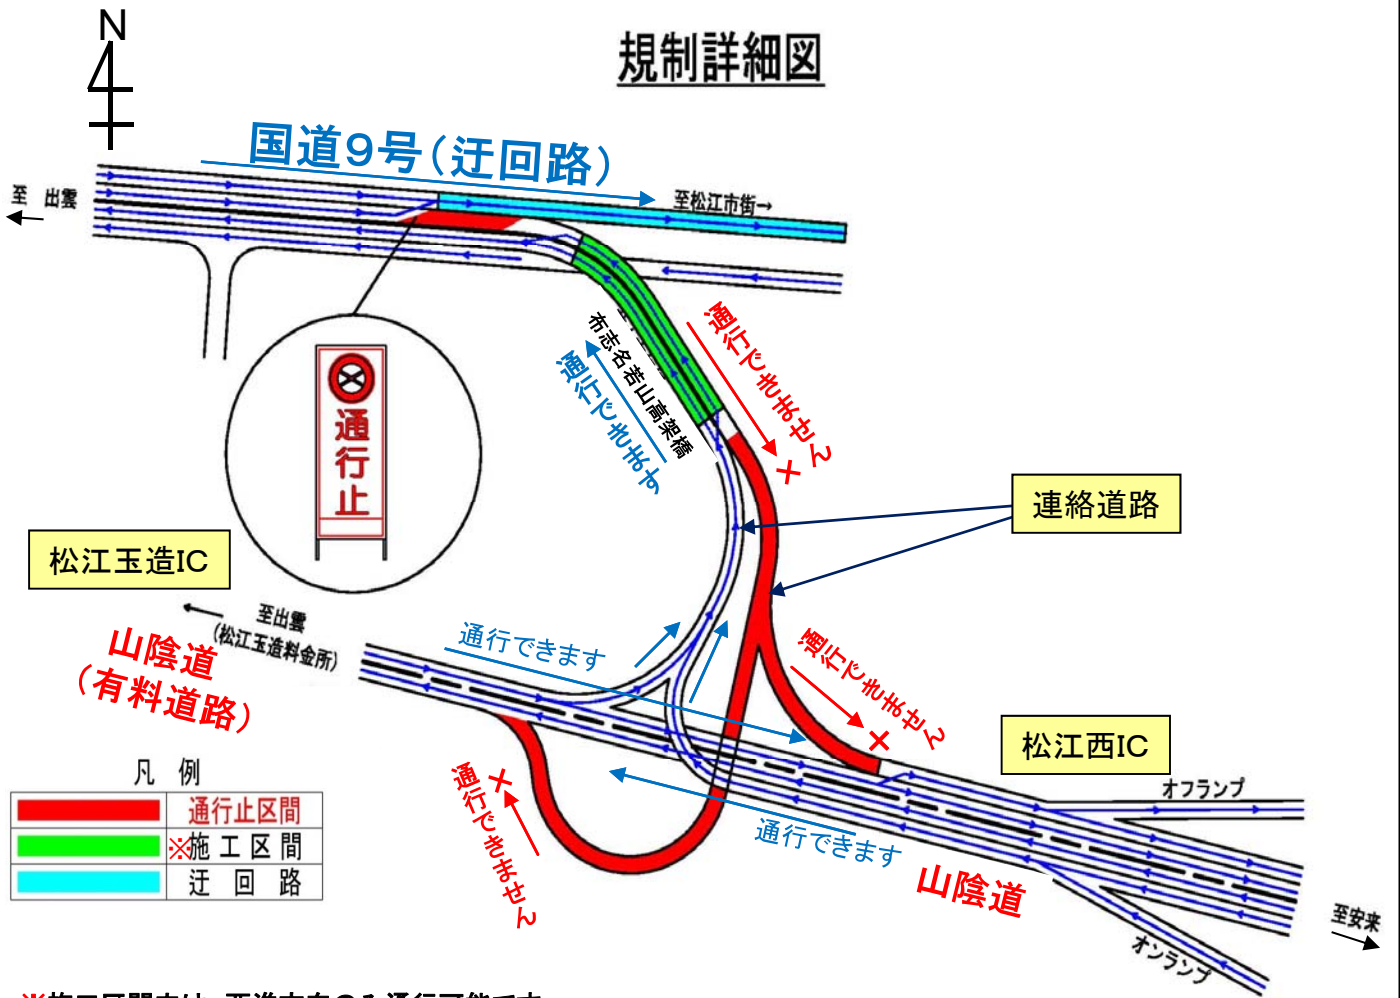 規制詳細図
N
国道9号(迂回路)
至 出雲
至松江市街→
布志名若山高架橋
通行できます
通行できません
×
通行止
連絡道路
松江玉造IC
至出雲
(松江玉造料金所)
山陰道
(有料道路)
通行できます
通行できません
×
松江西IC
オフランプ
通行できません
×
通行できます
山陰道
至安来
オンランプ
凡 例
通行止区間
※施工区間
迂 回 路